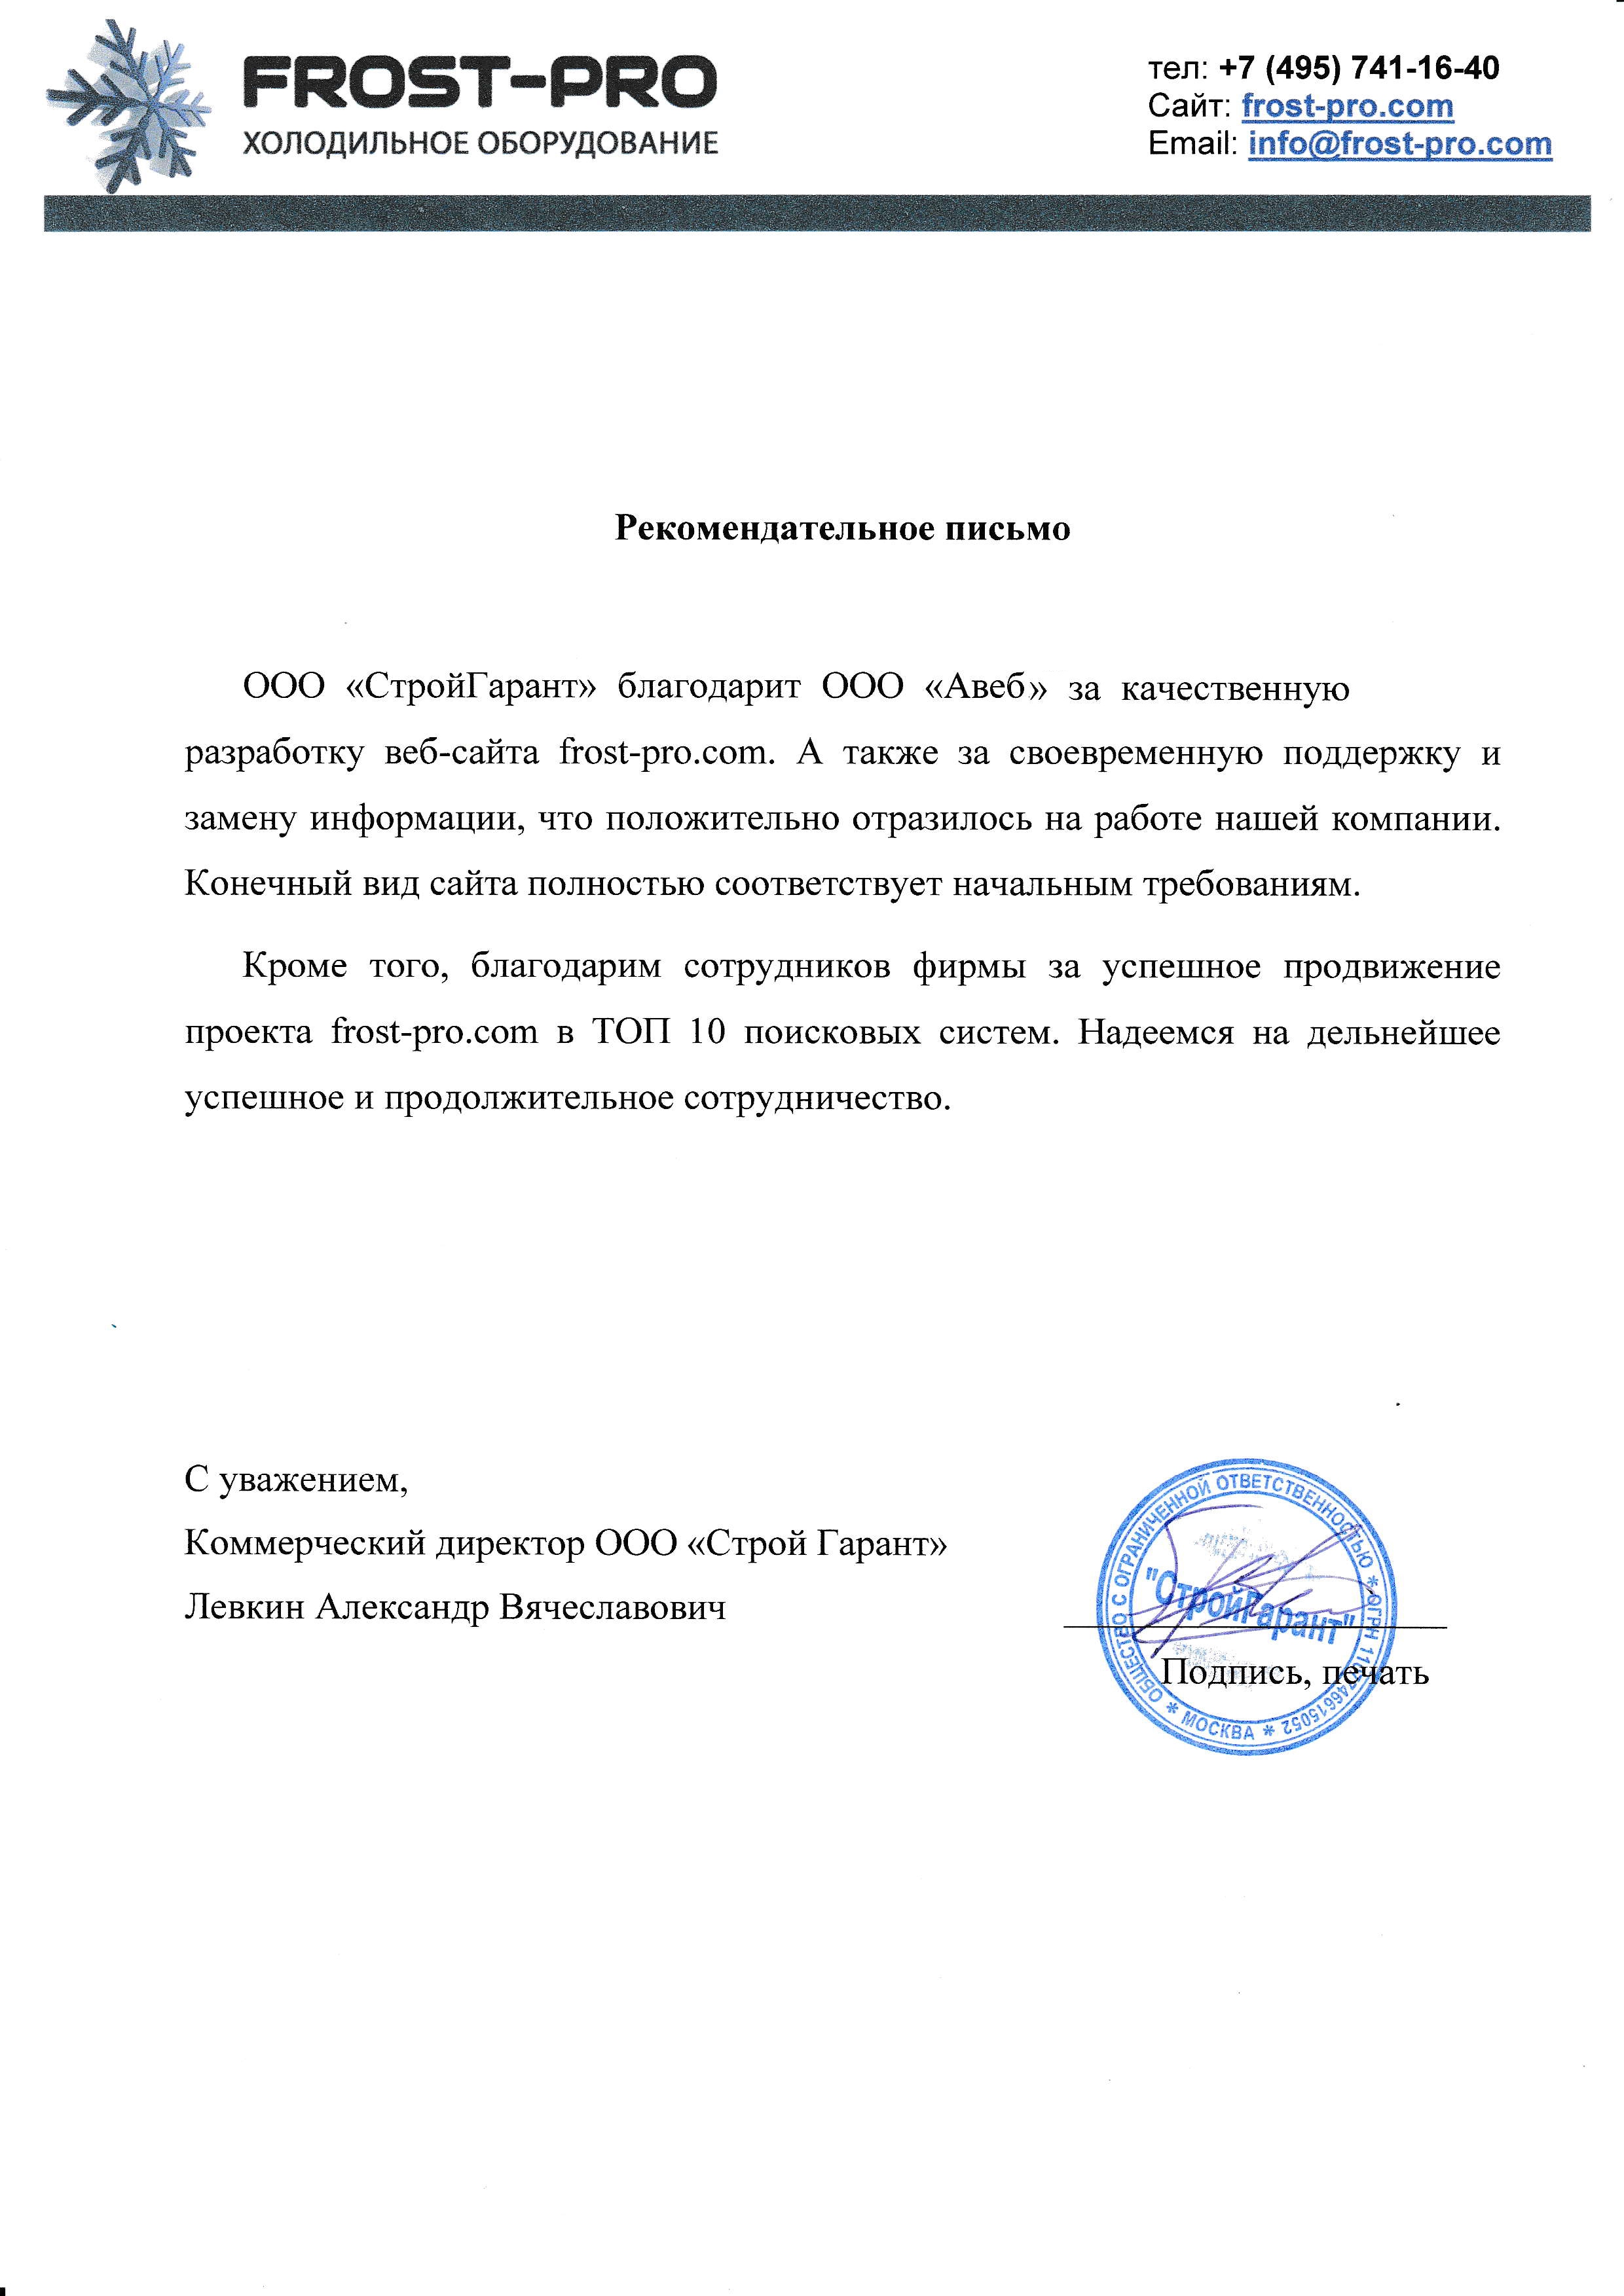 FROST-PRO
ХОЛОДИЛЬНОЕ ОБОРУДОВАНИЕ
тел: +7 (495) 741-16-40
Сайт: frost-pro.com
Email: info@frost-pro.com
Рекомендательное письмо
ООО «СтройГарант» благодарит ООО «Авеб» за качественную
разработку веб-сайта frost-pro.com. А также за своевременную поддержку и
замену информации, что положительно отразилось на работе нашей компании.
Конечный вид сайта полностью соответствует начальным требованиям.
Кроме того, благодарим сотрудников фирмы за успешное продвижение
проекта frost-pro.com в ТОП 10 поисковых систем. Надеемся на дельнейшее
успешное и продолжительное сотрудничество.
С уважением,
Коммерческий директор ООО «Строй Гарант»
Левкин Александр Вячеславович
ОБЩЕСТВО С ОГРАНИЧЕННОЙ ОТВЕТСТВЕННОСТЬЮ * ОГРН
* МОСКВА *
"СтройГарант"
Подпись, печать